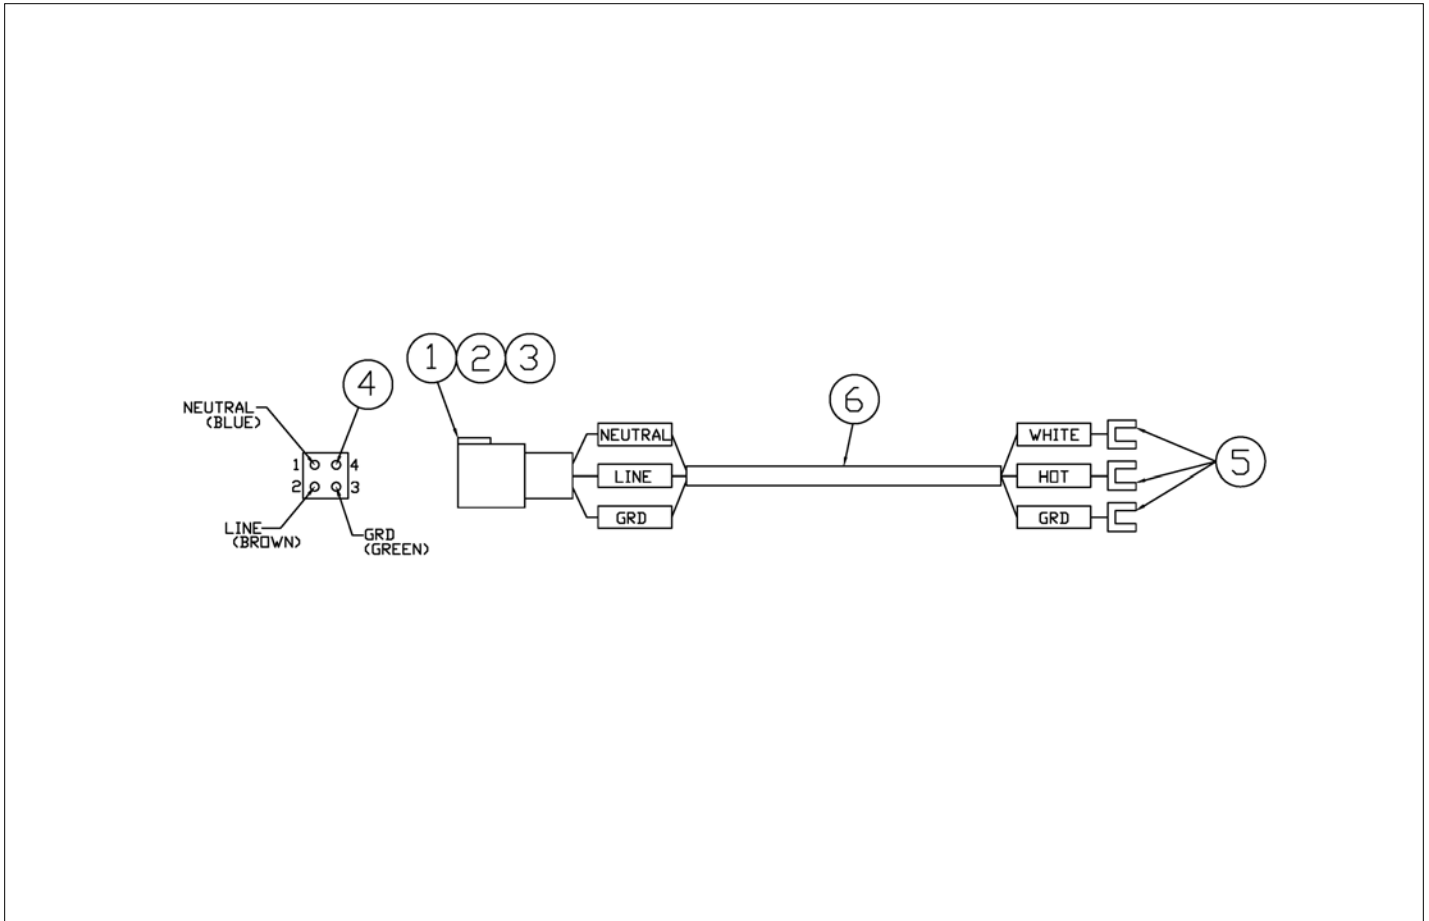 1 2 3
4
6
NEUTRAL
(BLUE)
NEUTRAL
WHITE
1 4
5
LINE
HOT
2 3
GRD
GRD
LINE
(BROWN)
GRD
(GREEN)